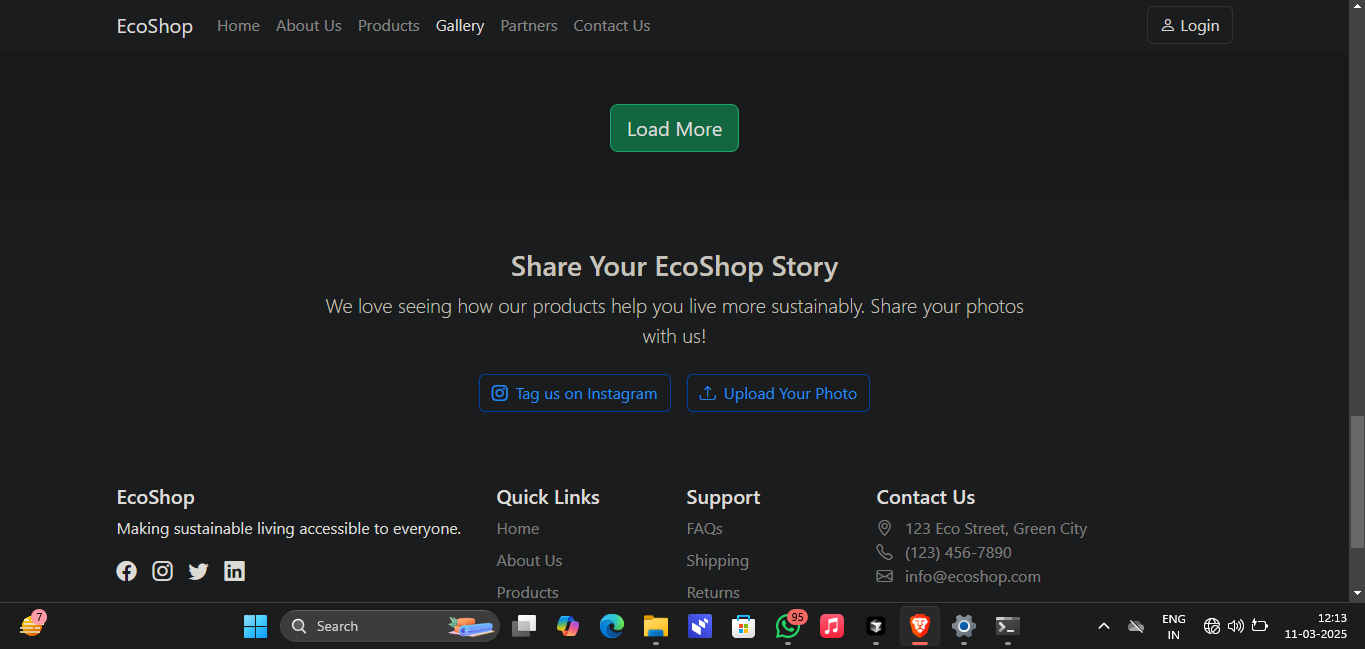 EcoShop Home About Us Products Gallery Partners Contact Us Login
Load More
Share Your EcoShop Story
We love seeing how our products help you live more sustainably. Share your photos
with us!
Tag us on Instagram Upload Your Photo
EcoShop Quick Links Support Contact Us
Making sustainable living accessible to everyone. Home FAQs 123 Eco Street, Green City
(123) 456-7890
About Us Shipping
info@ecoshop.com
Products Returns
7 Search 95 ENG 12:13
IN 11-03-2025